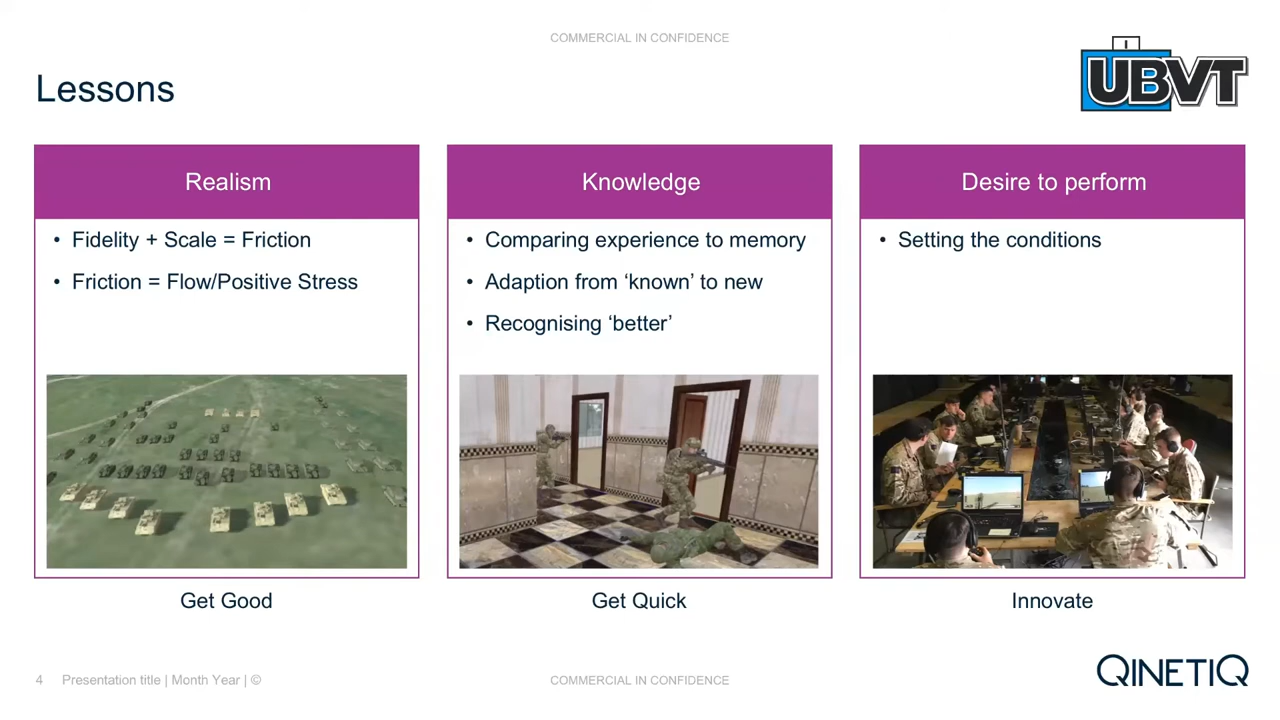 COMMERCIAL IN CONFIDENCE
UBVT
Lessons
Realism
• Fidelity + Scale = Friction
• Friction = Flow/Positive Stress
Get Good
Knowledge
• Comparing experience to memory
• Adaption from ‘known’ to new
• Recognising ‘better’
Get Quick
Desire to perform
• Setting the conditions
Innovate
4 Presentation title | Month Year | ©
COMMERCIAL IN CONFIDENCE
QINETIQ